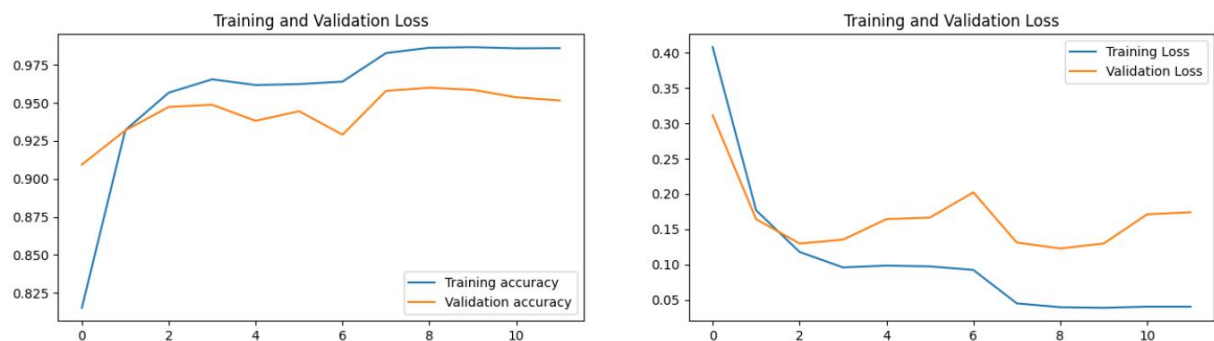 Training and Validation Loss
0.975
0.950
0.925
0.900
0.875
0.850
0.825
Training accuracy
Validation accuracy
0 2 4 6 8 10
Training and Validation Loss
0.40
0.35
0.30
0.25
0.20
0.15
0.10
0.05
Training Loss
Validation Loss
0 2 4 6 8 10